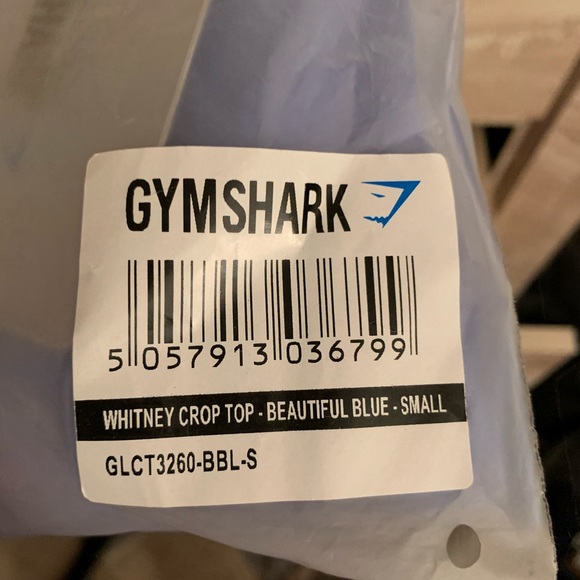 GYMSHARK
5 057913 036799
WHITNEY CROP TOP - BEAUTIFUL BLUE - SMALL
GLCT3260-BBL-S